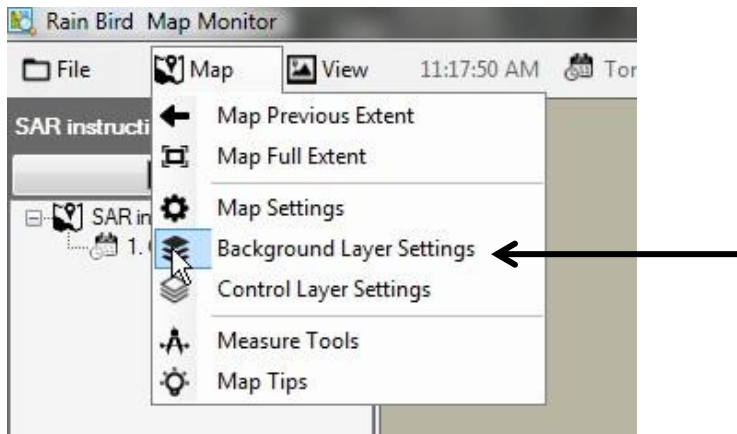 Rain Bird Map Monitor
File Map View 11:17:50 AM Tor
SAR instructi
Map Previous Extent
Map Full Extent
SAR in
Map Settings
1.
Background Layer Settings
Control Layer Settings
Measure Tools
Map Tips